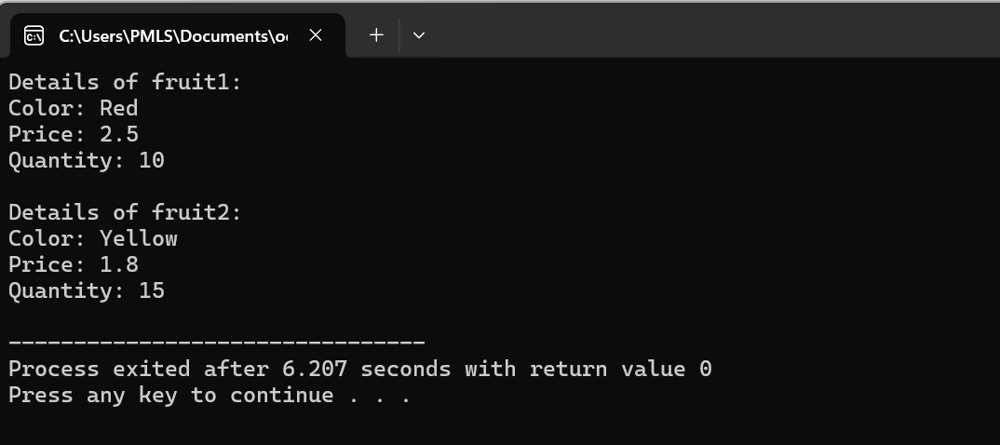 C:\Users\PMLS\Documents\o
Details of fruit1:
Color: Red
Price: 2.5
Quantity: 10
Details of fruit2:
Color: Yellow
Price: 1.8
Quantity: 15
--------------------------------
Process exited after 6.207 seconds with return value 0
Press any key to continue . . .